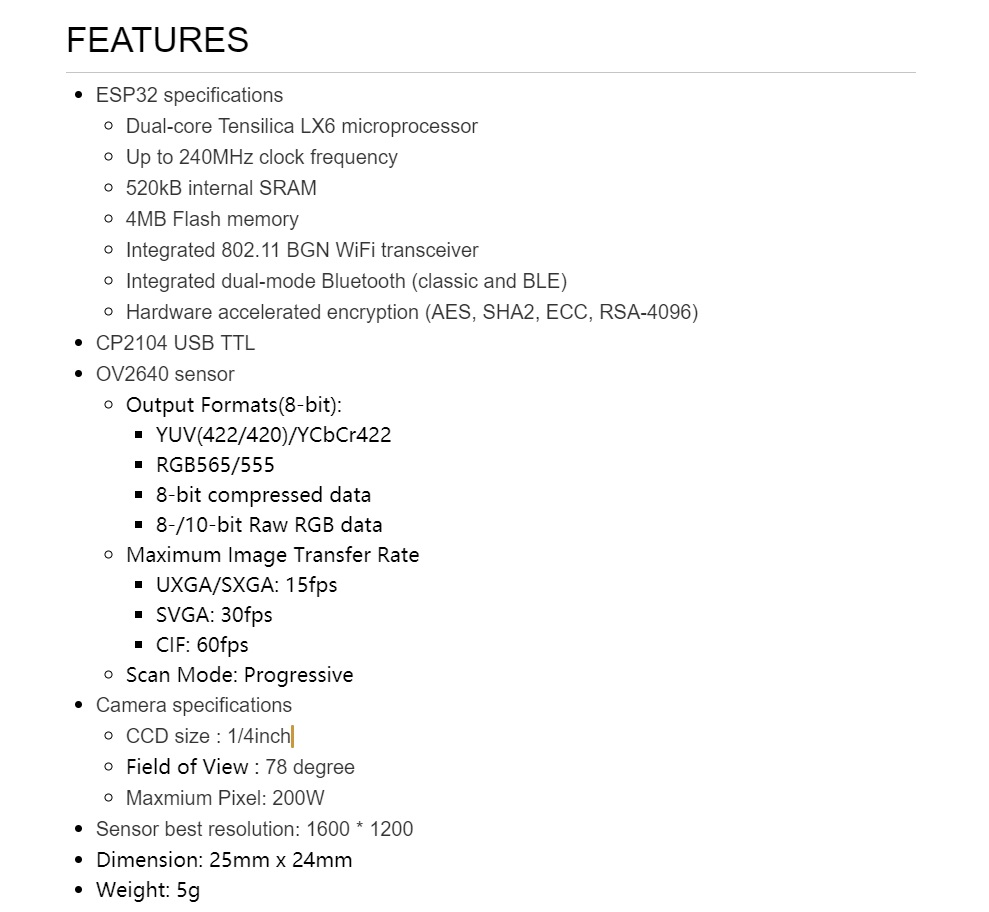 FEATURES
ESP32 specifications
Dual-core Tensilica LX6 microprocessor
Up to 240MHz clock frequency
520kB internal SRAM
4MB Flash memory
Integrated 802.11 BGN WiFi transceiver
Integrated dual-mode Bluetooth (classic and BLE)
Hardware accelerated encryption (AES, SHA2, ECC, RSA-4096)
CP2104 USB TTL
OV2640 sensor
Output Formats(8-bit):
YUV(422/420)/YCbCr422
RGB565/555
8-bit compressed data
8-/10-bit Raw RGB data
Maximum Image Transfer Rate
UXGA/SXGA: 15fps
SVGA: 30fps
CIF: 60fps
Scan Mode: Progressive
Camera specifications
CCD size : 1/4inch
Field of View : 78 degree
Maxmium Pixel: 200W
Sensor best resolution: 1600 * 1200
Dimension: 25mm x 24mm
Weight: 5g